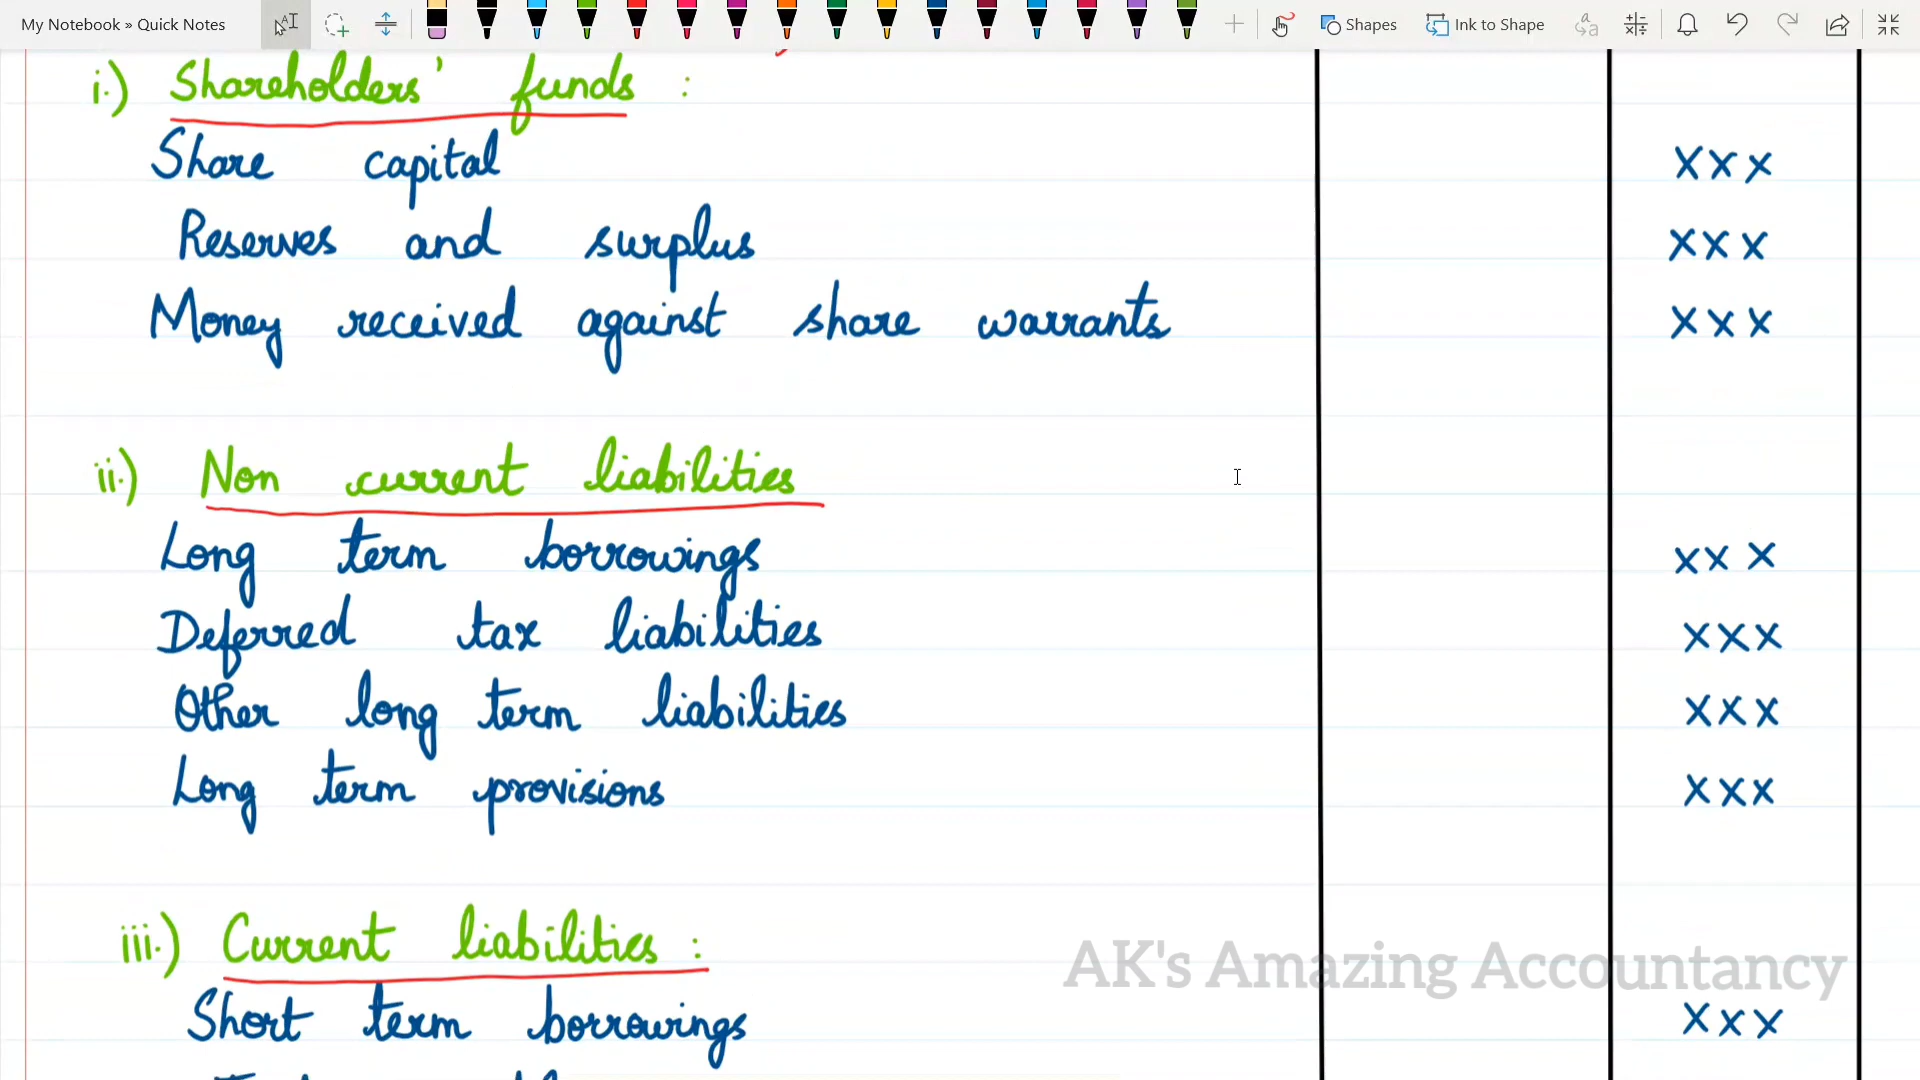 My Notebook » Quick Notes
Shapes
Ink to Shape
i.) Shareholders' funds :
Share capital XXX
Reserves and surplus XXX
Money received against share warrants XXX
ii.) Non current liabilities
Long term borrowings XXX
Deferred tax liabilities XXX
Other long term liabilities XXX
Long term provisions XXX
iii.) Current liabilities :
AK's Amazing Accountancy
Short term borrowings XXX